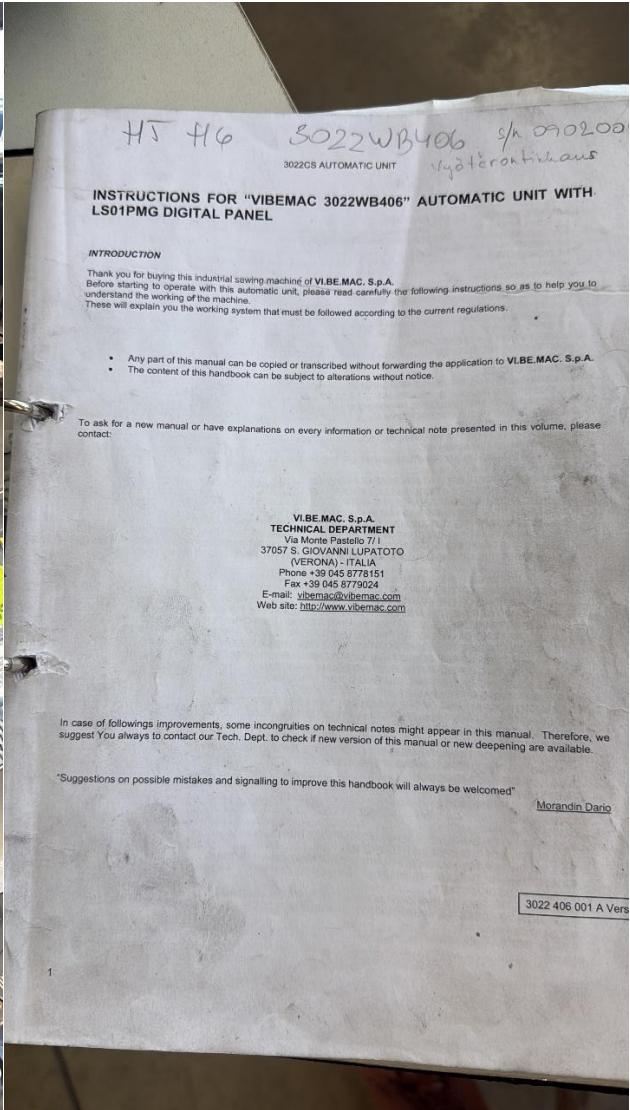 HJ #16 3022WB406 s/n 090200
3022CS AUTOMATIC UNIT
INSTRUCTIONS FOR "VIBEMAC 3022WB406" AUTOMATIC UNIT WITH
LS01PMG DIGITAL PANEL
INTRODUCTION
Thank you for buying this industrial sewing machine of VI.BE.MAC. S.p.A.
Before starting to operate with this automatic unit, please read carefully the following instructions so as to help you to
understand the working of the machine.
These will explain you the working system that must be followed according to the current regulations.
• Any part of this manual can be copied or transcribed without forwarding the application to VI.BE.MAC. S.p.A.
• The content of this handbook can be subject to alterations without notice.
To ask for a new manual or have explanations on every information or technical note presented in this volume, please
contact:
VI.BE.MAC. S.p.A.
TECHNICAL DEPARTMENT
Via Monte Pastello 7/ I
37057 S. GIOVANNI LUPATOTO
(VERONA) - ITALIA
Phone +39 045 8778151
Fax +39 045 8779024
E-mail: vibemac@vibemac.com
Web site: http://www.vibemac.com
In case of followings improvements, some incongruities on technical notes might appear in this manual. Therefore, we
suggest You always to contact our Tech. Dept. to check if new version of this manual or new deepening are available.
"Suggestions on possible mistakes and signalling to improve this handbook will always be welcomed"
Morandin Dario
3022 406 001 A Vers
1